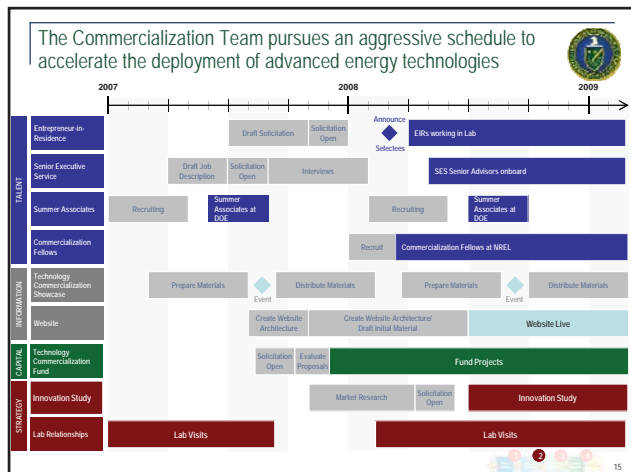 The Commercialization Team pursues an aggressive schedule to
accelerate the deployment of advanced energy technologies
2007
2008
2009
TALENT
Entrepreneur-in-
Residence
Draft Solicitation
Solicitation
Open
Announce
Selectees
EIRs working in Lab
Senior Executive
Service
Draft Job
Description
Solicitation
Open
Interviews
SES Senior Advisors onboard
Summer Associates
Recruiting
Summer
Associates at
DOE
Recruiting
Summer
Associates at
DOE
Commercialization
Fellows
Recruit
Commercialization Fellows at NREL
INFORMATION
Technology
Commercialization
Showcase
Prepare Materials
Event
Distribute Materials
Prepare Materials
Event
Distribute Materials
Website
Create Website
Architecture
Create Website Architecture/
Draft Initial Material
Website Live
CAPITAL
Technology
Commercialization
Fund
Solicitation
Open
Evaluate
Proposals
Fund Projects
STRATEGY
Innovation Study
Market Research
Solicitation
Open
Innovation Study
Lab Relationships
Lab Visits
Lab Visits
2
15